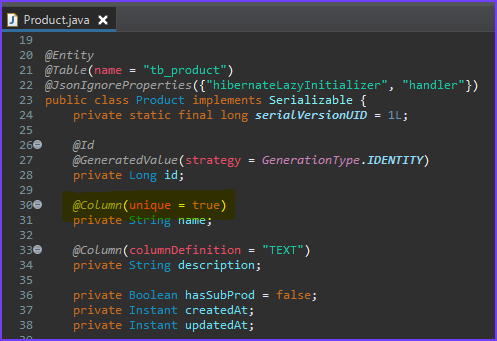 Product.java
19
20 @Entity
21 @Table(name = "tb_product")
22 @JsonIgnoreProperties({"hibernateLazyInitializer", "handler"})
23 public class Product implements Serializable {
24 private static final long serialVersionUID = 1L;
25
26 @Id
27 @GeneratedValue(strategy = GenerationType.IDENTITY)
28 private Long id;
29
30 @Column(unique = true)
31 private String name;
32
33 @Column(columnDefinition = "TEXT")
34 private String description;
35
36 private Boolean hasSubProd = false;
37 private Instant createdAt;
38 private Instant updatedAt;